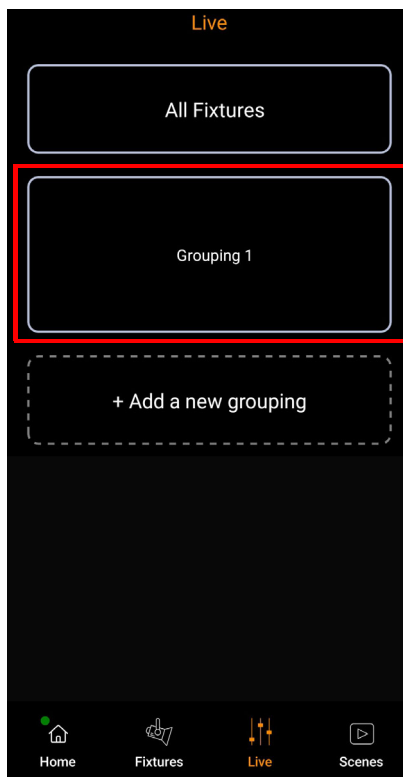 Live
All Fixtures
Grouping 1
+ Add a new grouping
Home Fixtures Live Scenes